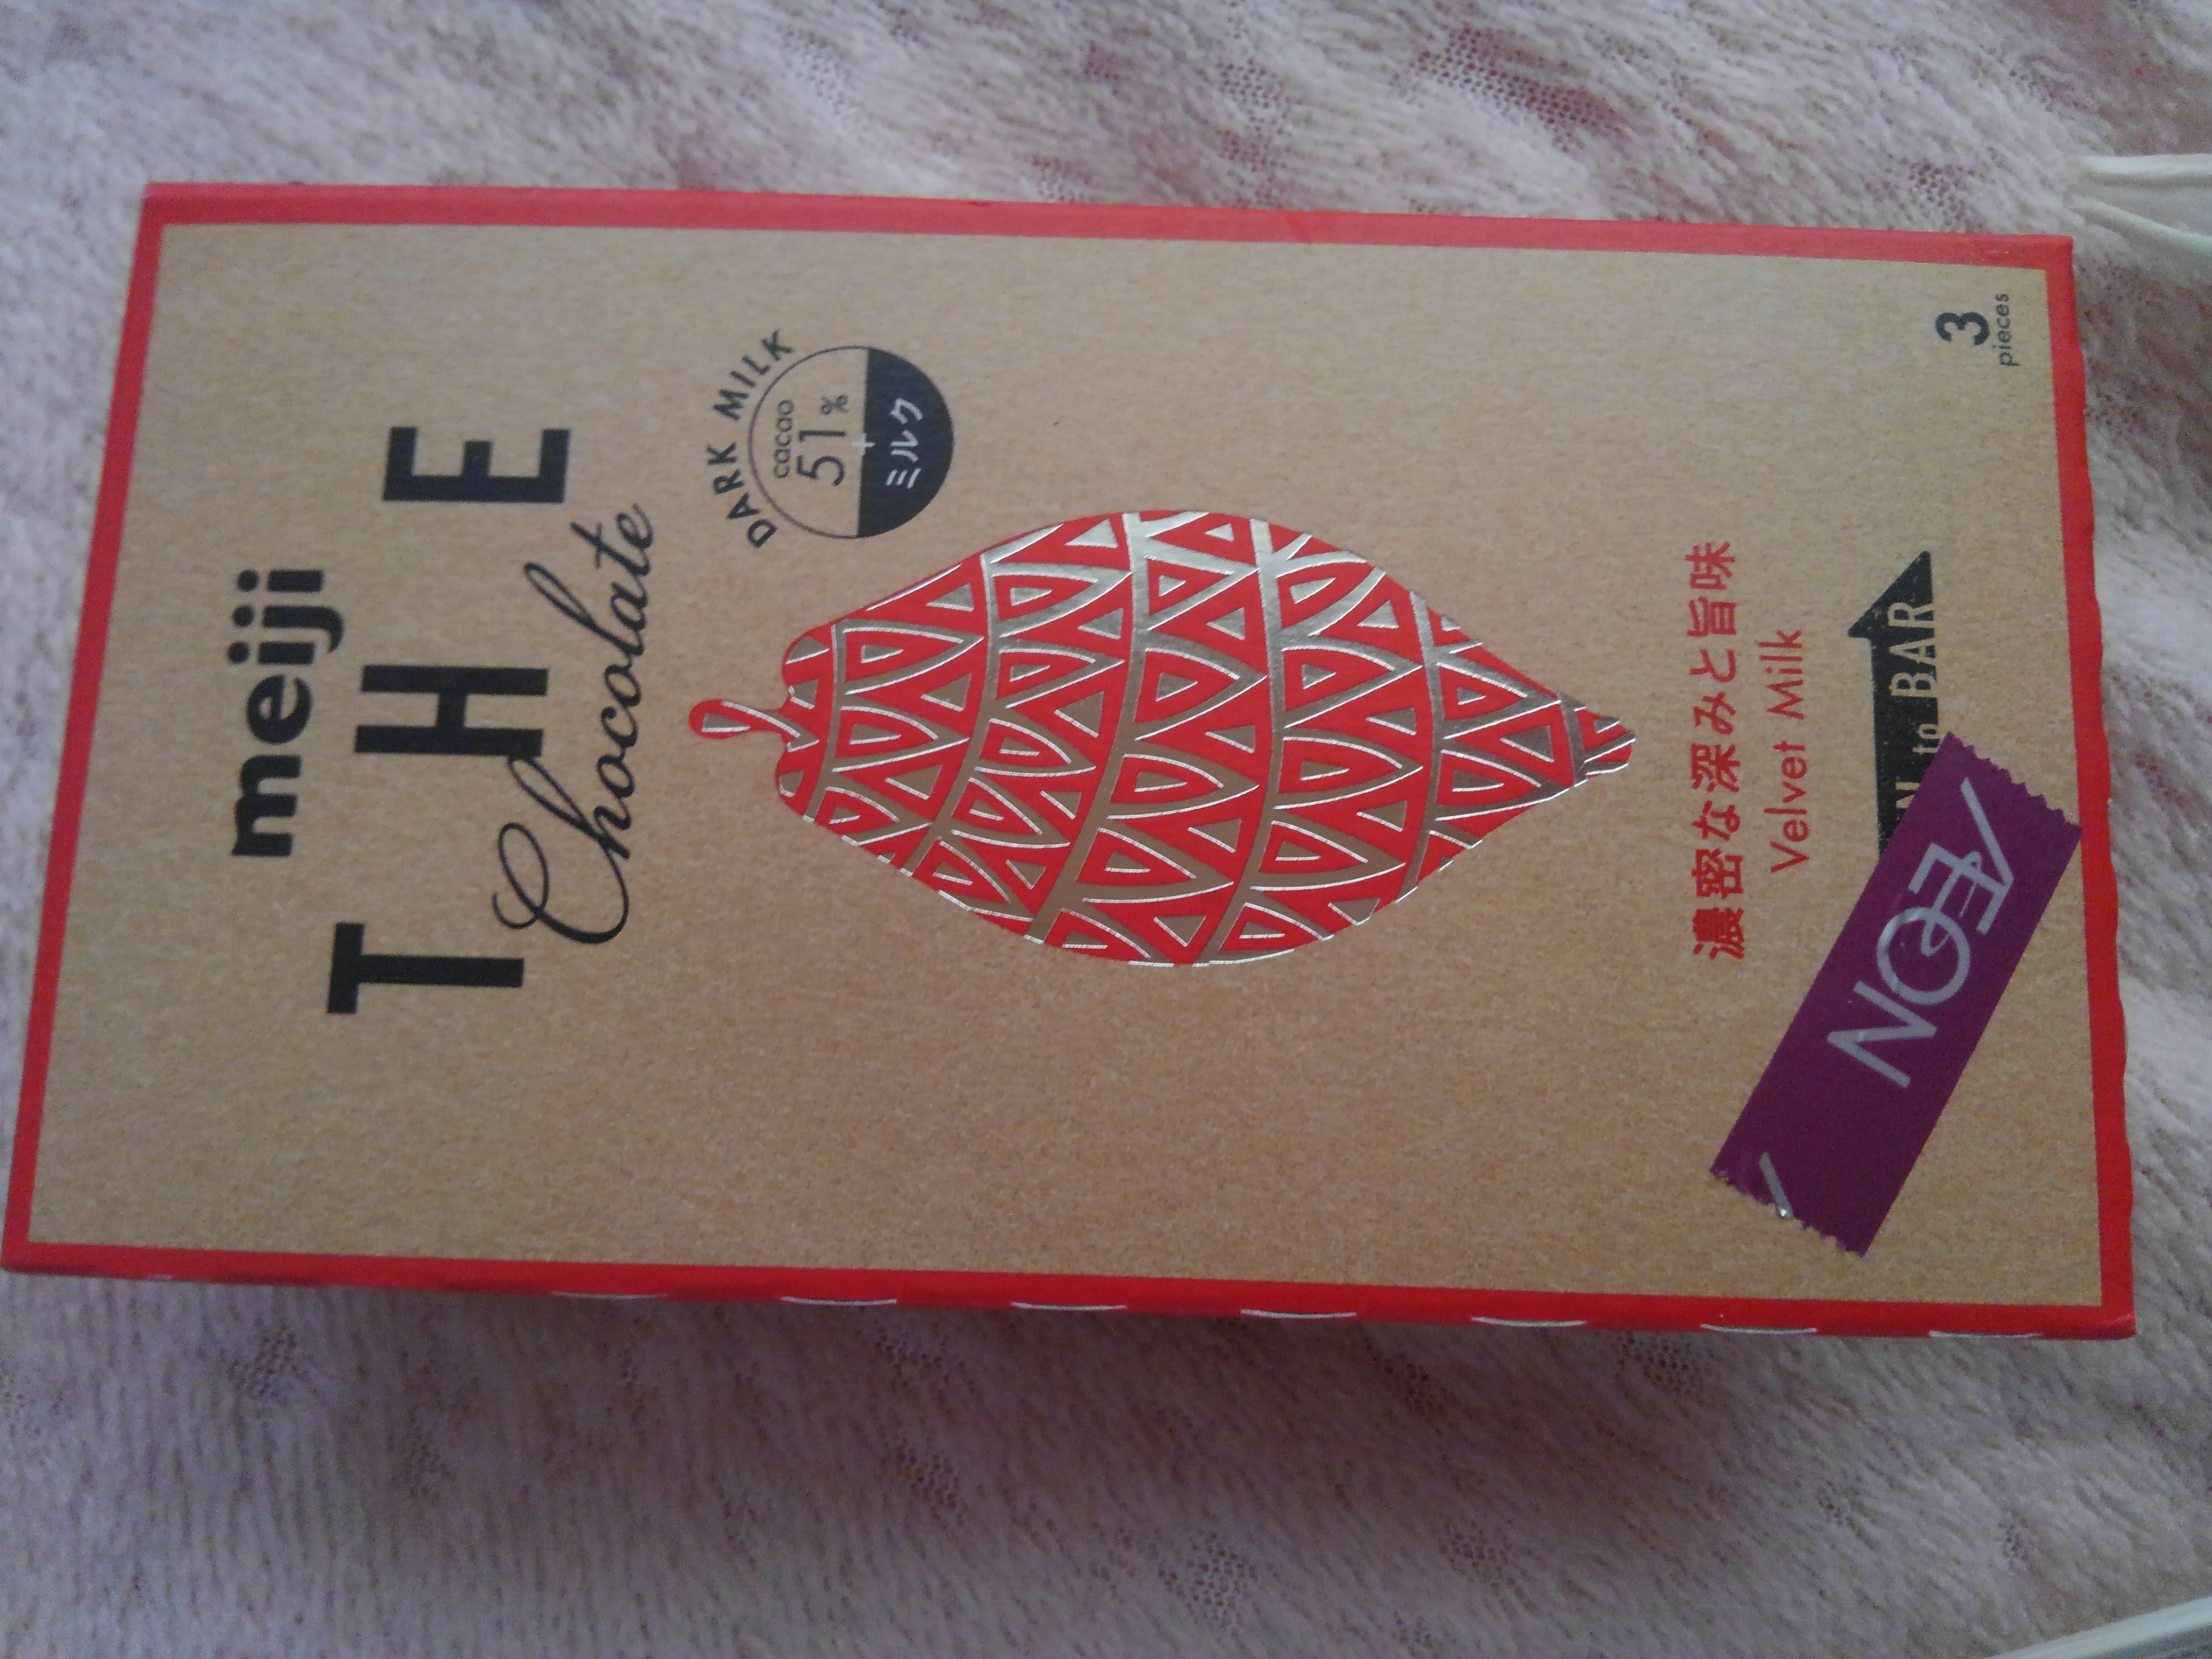 meiji
THE
Chocolate
DARK MILK
cacao
51%
+
ミルク
濃密な深みと旨味
Velvet Milk
N to BAR
ÆON
3
pieces